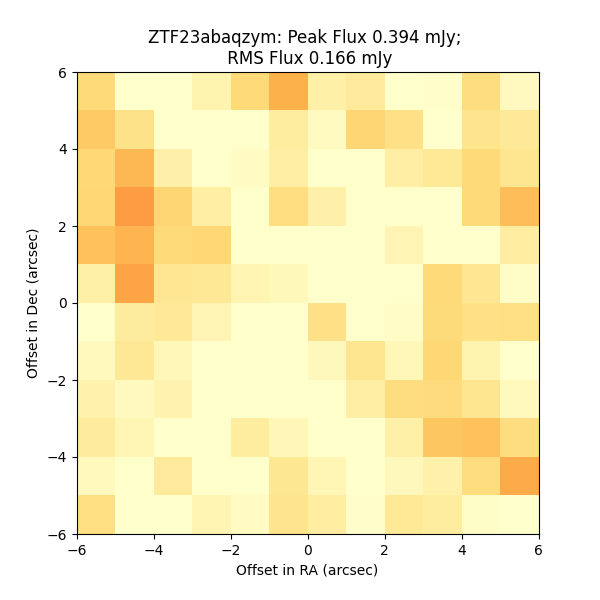 ZTF23abaqzym: Peak Flux 0.394 mJy;
RMS Flux 0.166 mJy
6
4
2
0
−2
−4
−6
Offset in Dec (arcsec)
−6 −4 −2 0 2 4 6
Offset in RA (arcsec)